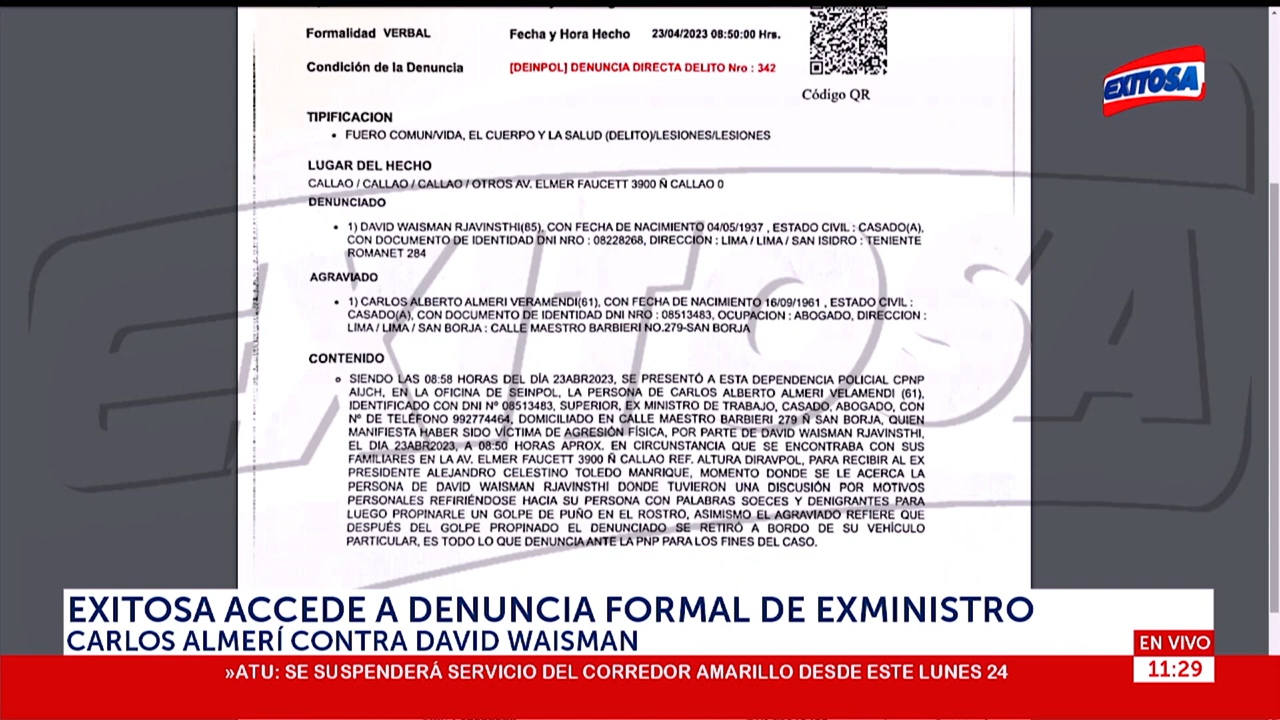 Formalidad VERBAL
Fecha y Hora Hecho 23/04/2023 08:50:00 Hrs.
Condición de la Denuncia
[DEINPOL] DENUNCIA DIRECTA DELITO Nro : 342
Código QR
EXITOSA
TIPIFICACION
• FUERO COMUN/VIDA, EL CUERPO Y LA SALUD (DELITO)/LESIONES/LESIONES
LUGAR DEL HECHO
CALLAO / CALLAO / CALLAO / OTROS AV. ELMER FAUCETT 3900 Ñ CALLAO 0
DENUNCIADO
• 1) DAVID WAISMAN RJAVINSTHI(85), CON FECHA DE NACIMIENTO 04/05/1937 , ESTADO CIVIL : CASADO(A),
CON DOCUMENTO DE IDENTIDAD DNI NRO : 08228268, DIRECCION : LIMA / LIMA / SAN ISIDRO : TENIENTE
ROMANET 284
AGRAVIADO
• 1) CARLOS ALBERTO ALMERI VERAMENDI(61), CON FECHA DE NACIMIENTO 16/09/1961 , ESTADO CIVIL :
CASADO(A), CON DOCUMENTO DE IDENTIDAD DNI NRO : 08513483, OCUPACION : ABOGADO, DIRECCION :
LIMA / LIMA / SAN BORJA : CALLE MAESTRO BARBIERI NO.279-SAN BORJA
CONTENIDO
SIENDO LAS 08:58 HORAS DEL DÍA 23ABR2023, SE PRESENTÓ A ESTA DEPENDENCIA POLICIAL CPNP
AIJCH, EN LA OFICINA DE SEINPOL, LA PERSONA DE CARLOS ALBERTO ALMERI VELAMENDI (61),
IDENTIFICADO CON DNI Nº 08513483, SUPERIOR, EX MINISTRO DE TRABAJO, CASADO, ABOGADO, CON
Nº DE TELÉFONO 992774464, DOMICILIADO EN CALLE MAESTRO BARBIERI 279 Ñ SAN BORJA, QUIEN
MANIFIESTA HABER SIDO VÍCTIMA DE AGRESIÓN FÍSICA, POR PARTE DE DAVID WAISMAN RJAVINSTHI,
EL DIA 23ABR2023, A 08:50 HORAS APROX. EN CIRCUNSTANCIA QUE SE ENCONTRABA CON SUS
FAMILIARES EN LA AV. ELMER FAUCETT 3900 Ñ CALLAO REF. ALTURA DIRAVPOL, PARA RECIBIR AL EX
PRESIDENTE ALEJANDRO CELESTINO TOLEDO MANRIQUE, MOMENTO DONDE SE LE ACERCA LA
PERSONA DE DAVID WAISMAN RJAVISNTHI DONDE TUVIERON UNA DISCUSIÓN POR MOTIVOS
PERSONALES REFIRIÉNDOSE HACIA SU PERSONA CON PALABRAS SOECES Y DENIGRANTES PARA
LUEGO PROPINARLE UN GOLPE DE PUÑO EN EL ROSTRO, ASIMISMO EL AGRAVIADO REFIERE QUE
DESPUÉS DEL GOLPE PROPINADO EL DENUNCIADO SE RETIRÓ A BORDO DE SU VEHÍCULO
PARTICULAR, ES TODO LO QUE DENUNCIA ANTE LA PNP PARA LOS FINES DEL CASO.
EXITOSA
EXITOSA ACCEDE A DENUNCIA FORMAL DE EXMINISTRO
CARLOS ALMERÍ CONTRA DAVID WAISMAN
EN VIVO
11:29
»ATU: SE SUSPENDERÁ SERVICIO DEL CORREDOR AMARILLO DESDE ESTE LUNES 24